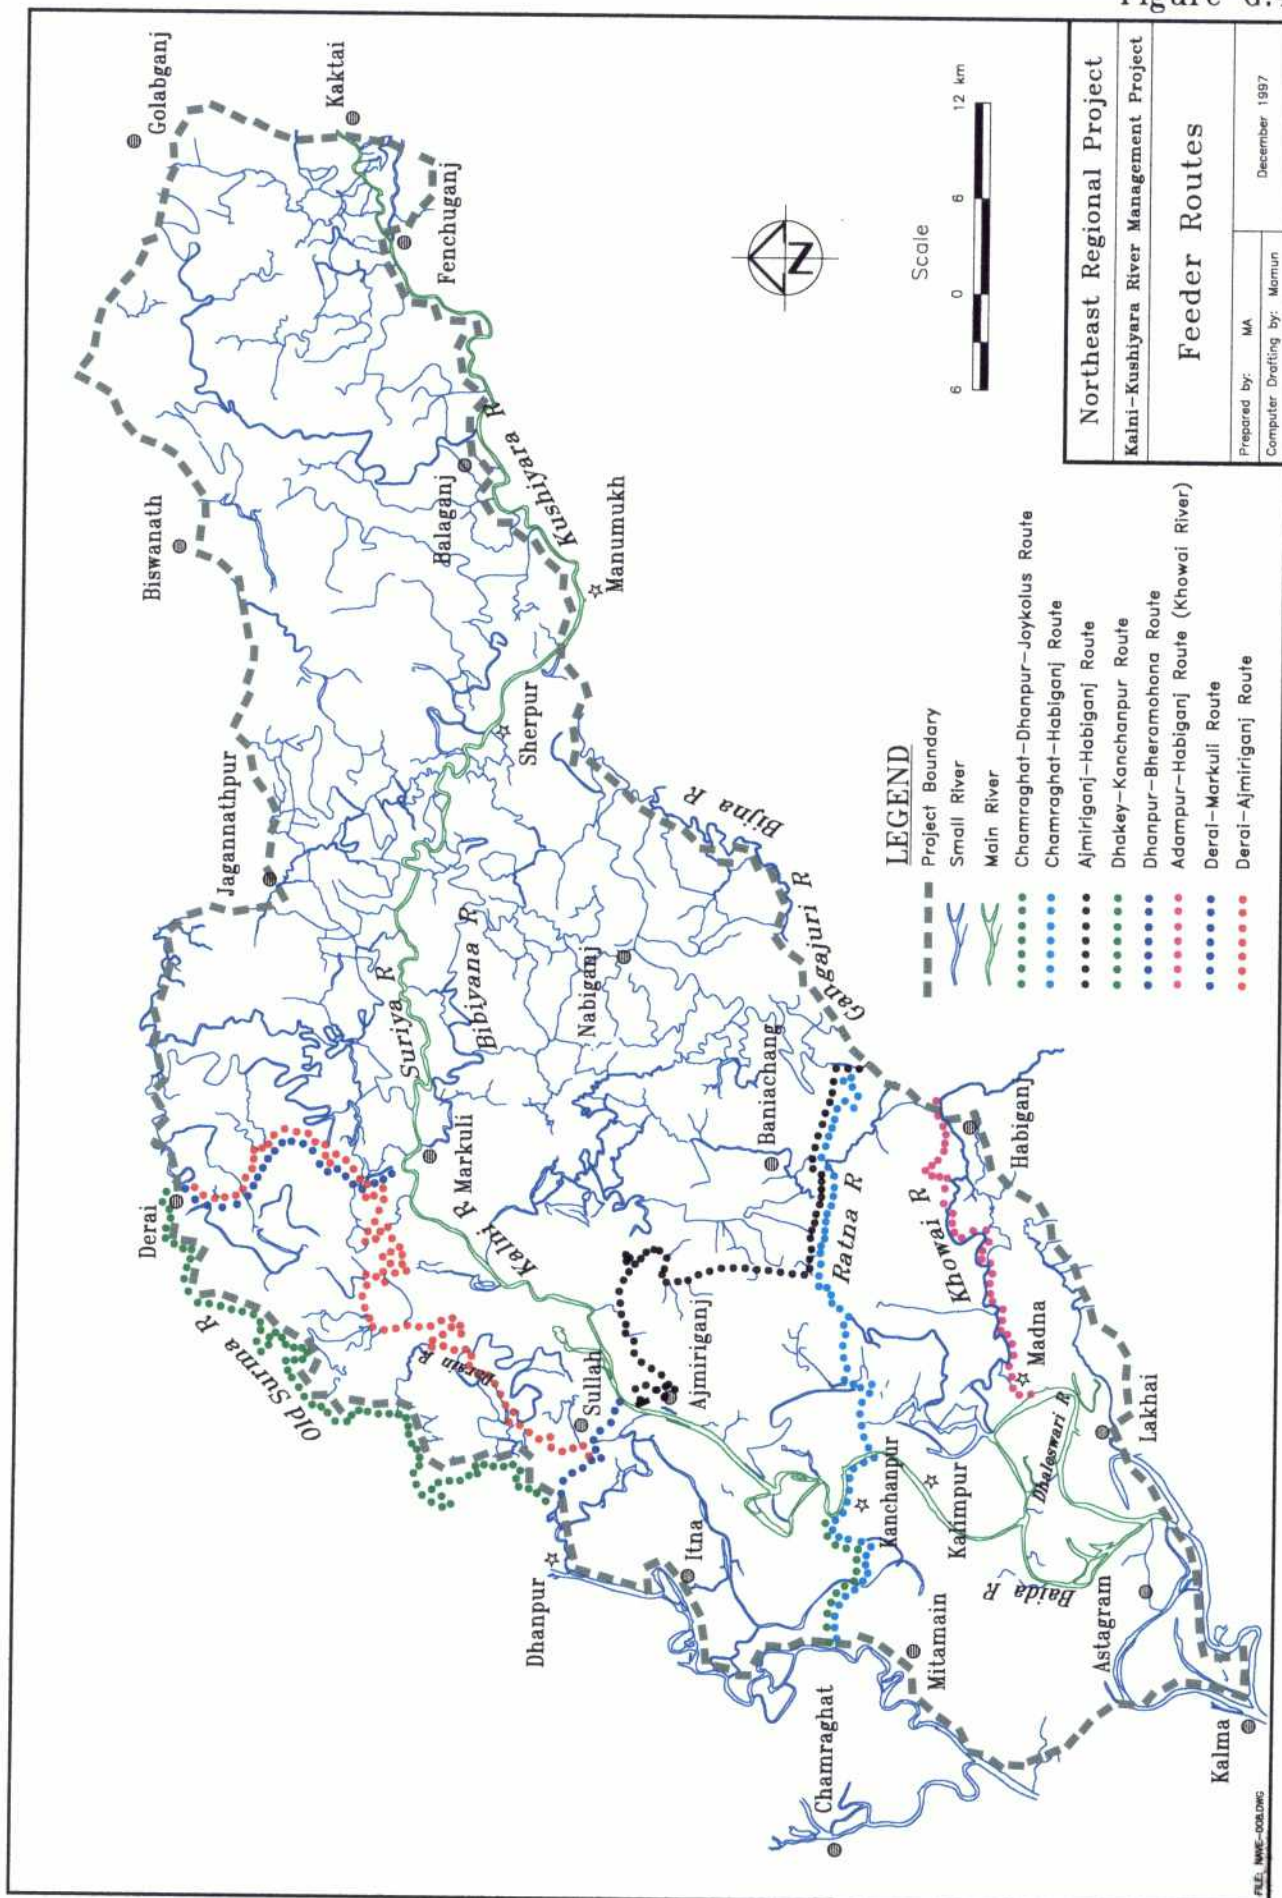 Figure G.
Golabganj
Kaktai
Fenchuganj
Biswanath
Balaganj
Kushiyara R
Manumukh
Jagannathpur
Sherpur
Suriya R
Bibiyana R
Bijna R
Nabiganj
Gangajuri R
Derai
Markuli
Kalni R
Baniachang
Ratna R
Habiganj
Khowai R
Old Surma R
Darain R
Sullah
Ajmiriganj
Madna
Lakhai
Dhaleswari R
Kanchanpur
Kalimpur
Dhanpur
Itna
Baida R
Mitamain
Astagram
Chamraghat
Kalma
N
Scale
6 0 6 12 km
LEGEND
Project Boundary
Small River
Main River
Chamraghat-Dhanpur-Joykolus Route
Chamraghat-Habiganj Route
Ajmiriganj-Habiganj Route
Dhakey-Kanchanpur Route
Dhanpur-Bheramohona Route
Adampur-Habiganj Route (Khowai River)
Derai-Markuli Route
Derai-Ajmiriganj Route
Northeast Regional Project
Kalni-Kushiyara River Management Project
Feeder Routes
Prepared by: MA
Computer Drafting by: Mamun
December 1997